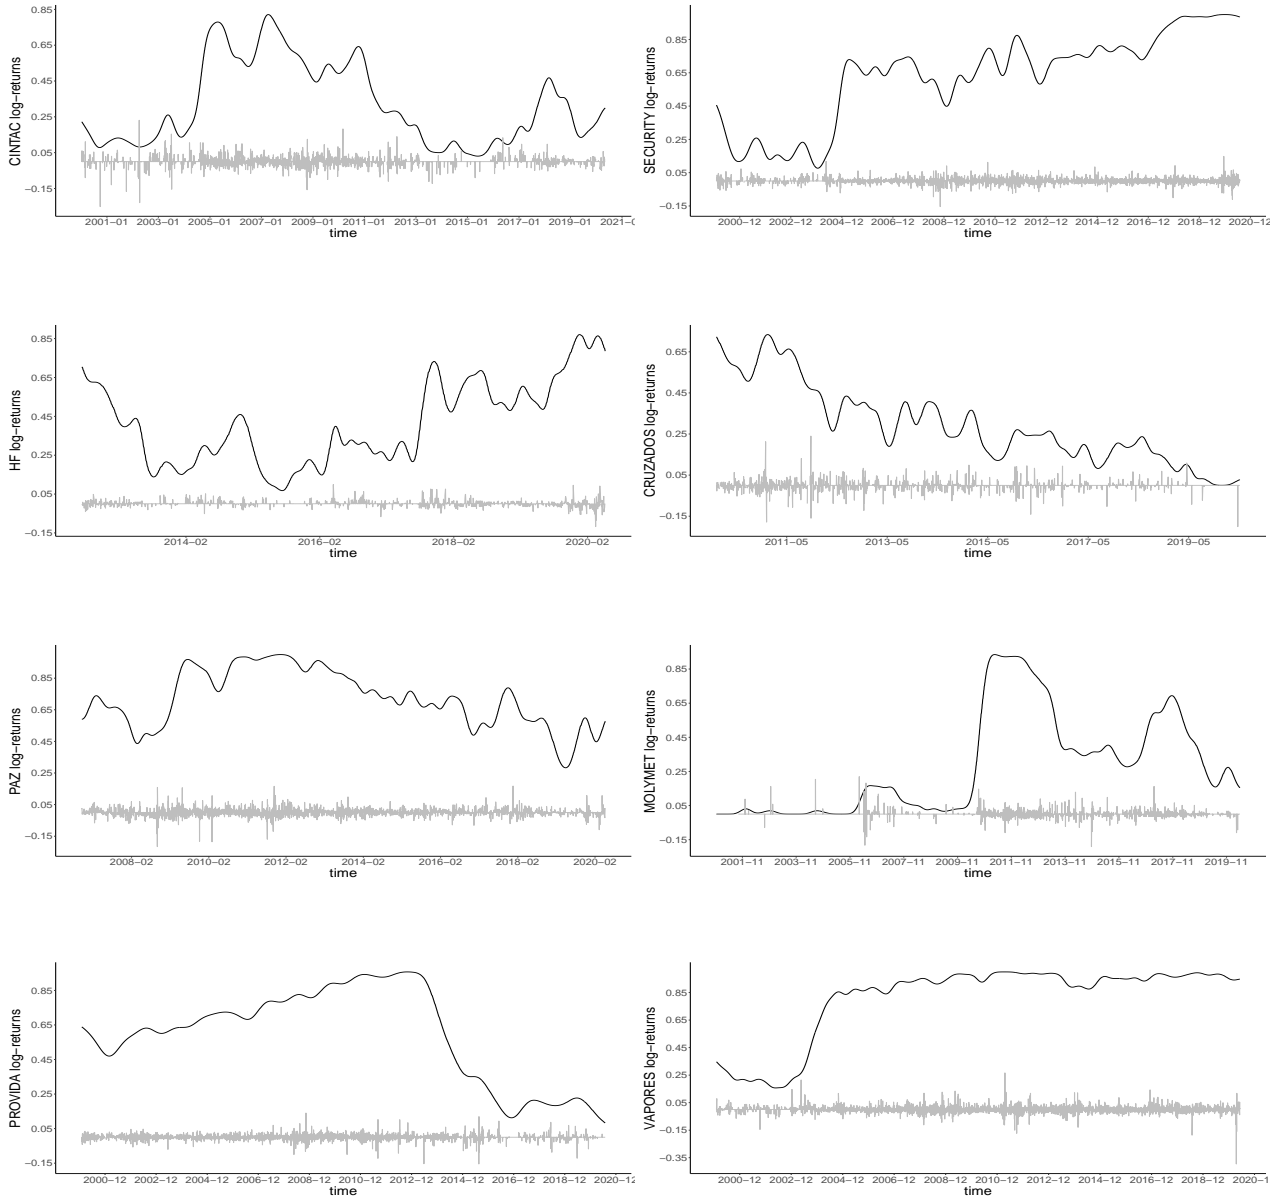 CINTAC log−returns
0.85
0.65
0.45
0.25
0.05
−0.15
2001−01 2003−01 2005−01 2007−01 2009−01 2011−01 2013−01 2015−01 2017−01 2019−01 2021−0
time
SECURITY log−returns
0.85
0.65
0.45
0.25
0.05
−0.15
2000−12 2002−12 2004−12 2006−12 2008−12 2010−12 2012−12 2014−12 2016−12 2018−12 2020−12
time
HF log−returns
0.85
0.65
0.45
0.25
0.05
−0.15
2014−02 2016−02 2018−02 2020−02
time
CRUZADOS log−returns
0.65
0.45
0.25
0.05
−0.15
2011−05 2013−05 2015−05 2017−05 2019−05
time
PAZ log−returns
0.85
0.65
0.45
0.25
0.05
−0.15
2008−02 2010−02 2012−02 2014−02 2016−02 2018−02 2020−02
time
MOLYMET log−returns
0.85
0.65
0.45
0.25
0.05
−0.15
2001−11 2003−11 2005−11 2007−11 2009−11 2011−11 2013−11 2015−11 2017−11 2019−11
time
PROVIDA log−returns
0.85
0.65
0.45
0.25
0.05
−0.15
2000−12 2002−12 2004−12 2006−12 2008−12 2010−12 2012−12 2014−12 2016−12 2018−12 2020−12
time
VAPORES log−returns
0.85
0.65
0.45
0.25
0.05
−0.15
−0.35
2000−12 2002−12 2004−12 2006−12 2008−12 2010−12 2012−12 2014−12 2016−12 2018−12 2020−1
time